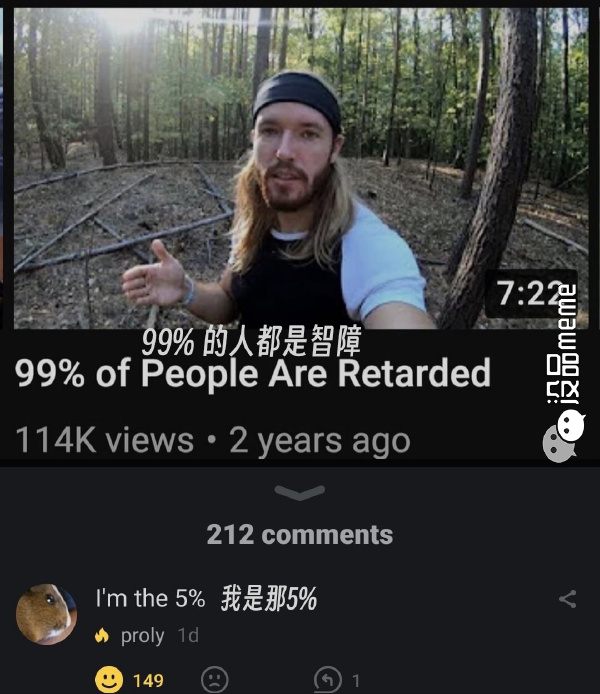 7:22
99% 的人都是智障
99% of People Are Retarded
114K views • 2 years ago
没品meme
212 comments
I'm the 5% 我是那5%
proly 1d
149 1